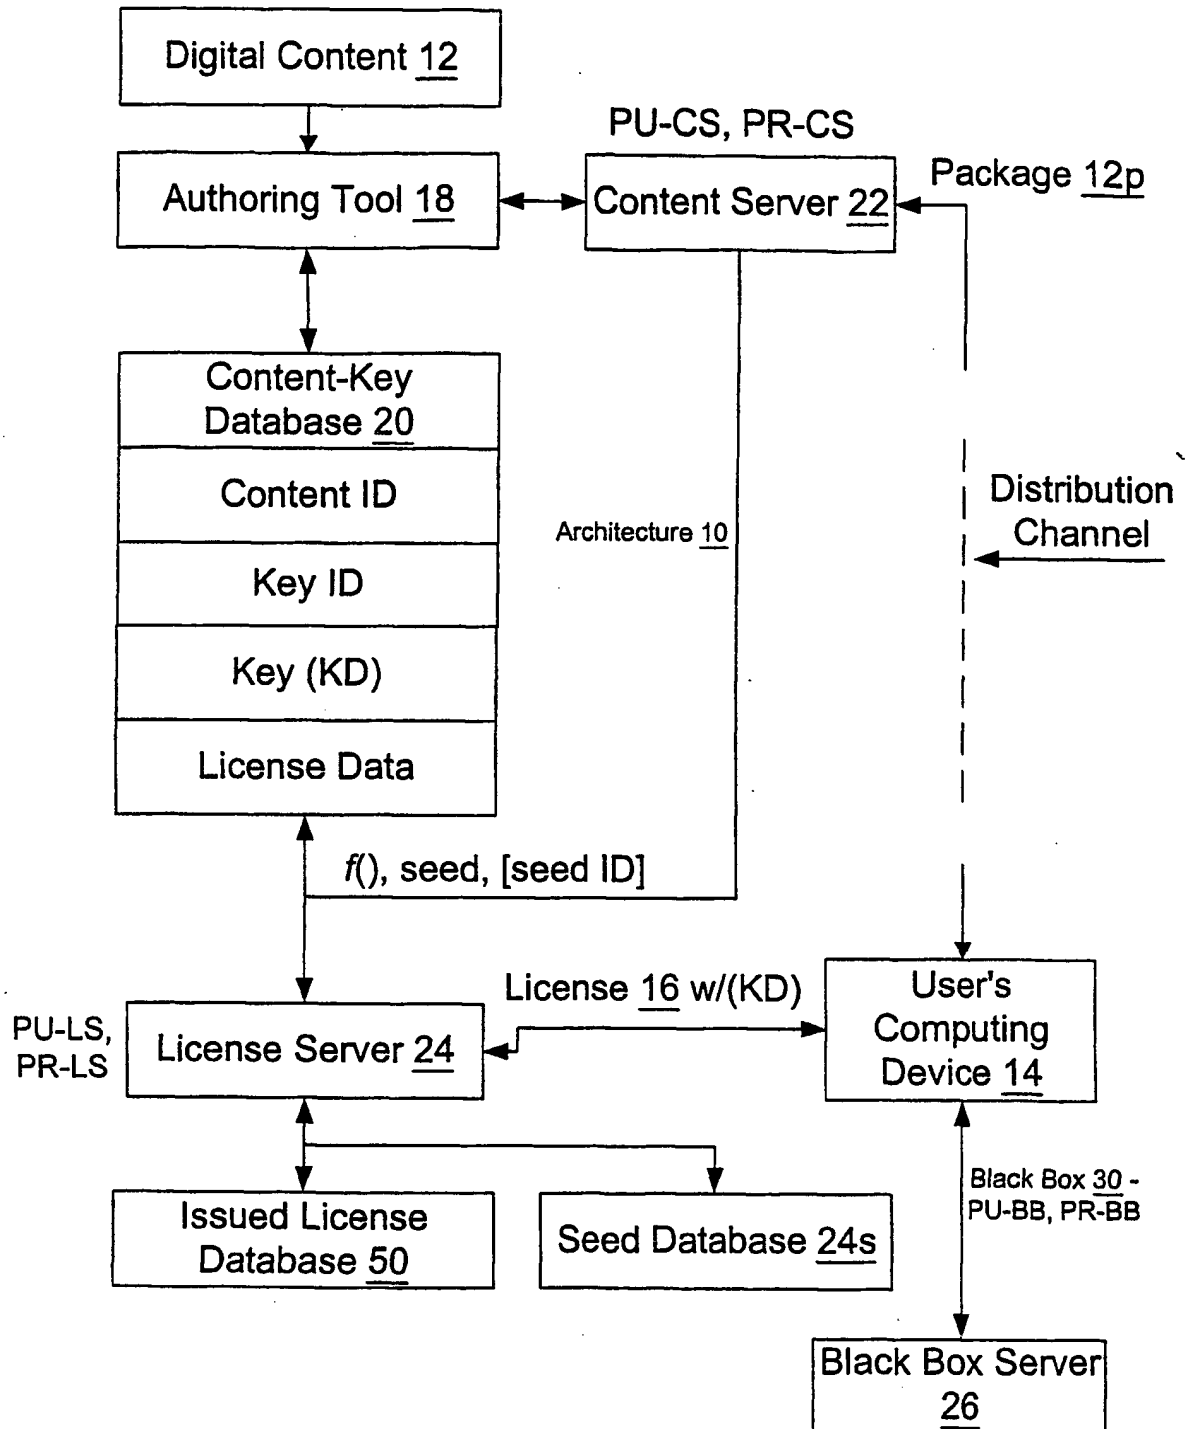 Digital Content 12
PU-CS, PR-CS
Authoring Tool 18
Content Server 22
Package 12p
Content-Key
Database 20
Content ID
Key ID
Key (KD)
License Data
Architecture 10
Distribution
Channel
f(), seed, [seed ID]
License 16 w/(KD)
User's
Computing
Device 14
PU-LS,
PR-LS
License Server 24
Issued License
Database 50
Seed Database 24s
Black Box 30 -
PU-BB, PR-BB
Black Box Server
26